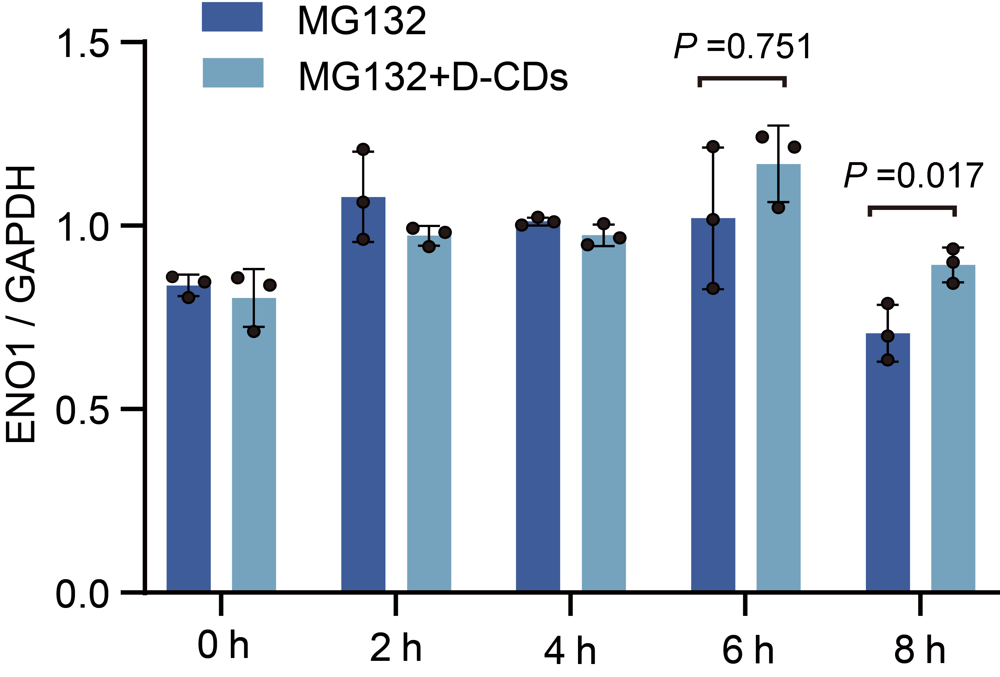 MG132
MG132+D-CDs
P =0.751
P =0.017
ENO1 / GAPDH
1.5
1.0
0.5
0.0
0 h
2 h
4 h
6 h
8 h